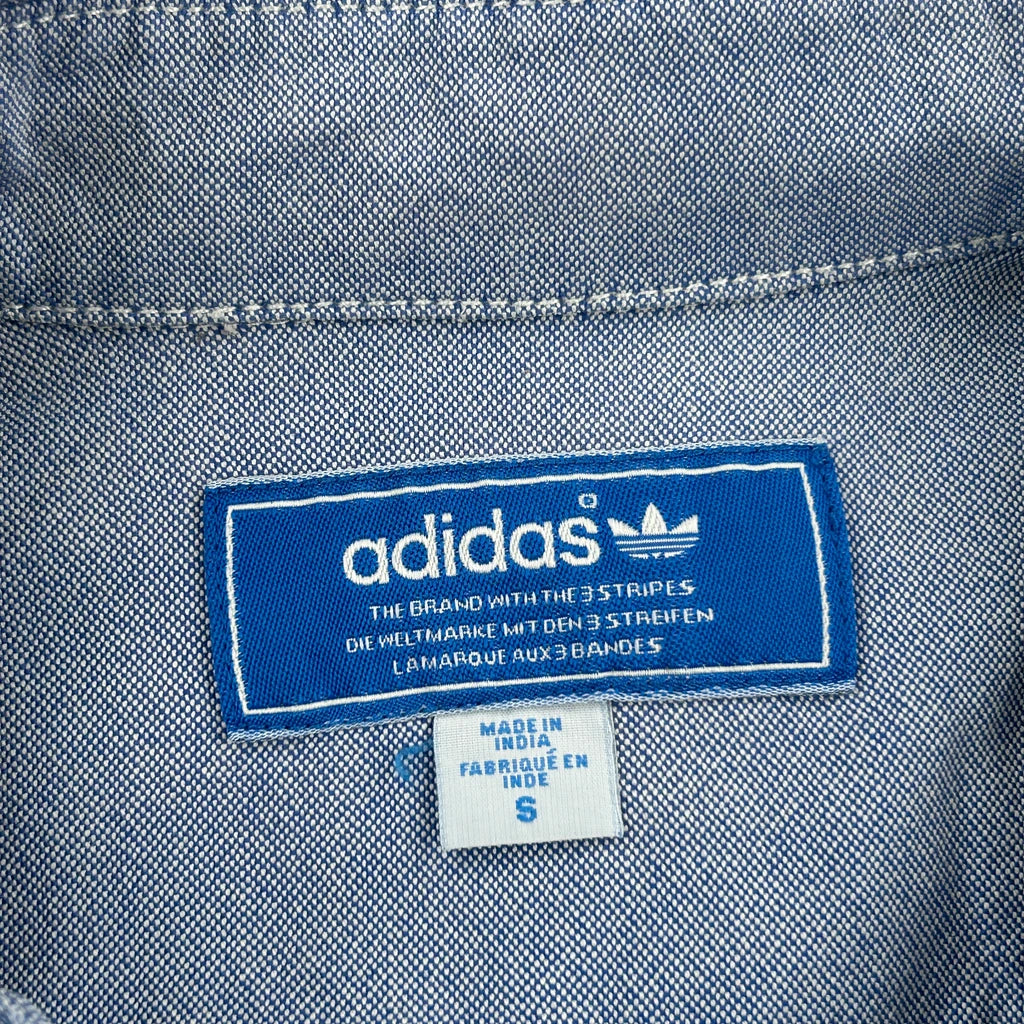 adidas°
THE BRAND WITH THE 3 STRIPES
DIE WELTMARKE MIT DEN 3 STREIFEN
LA MARQUE AUX 3 BANDES
MADE IN
INDIA
FABRIQUÉ EN
INDE
S